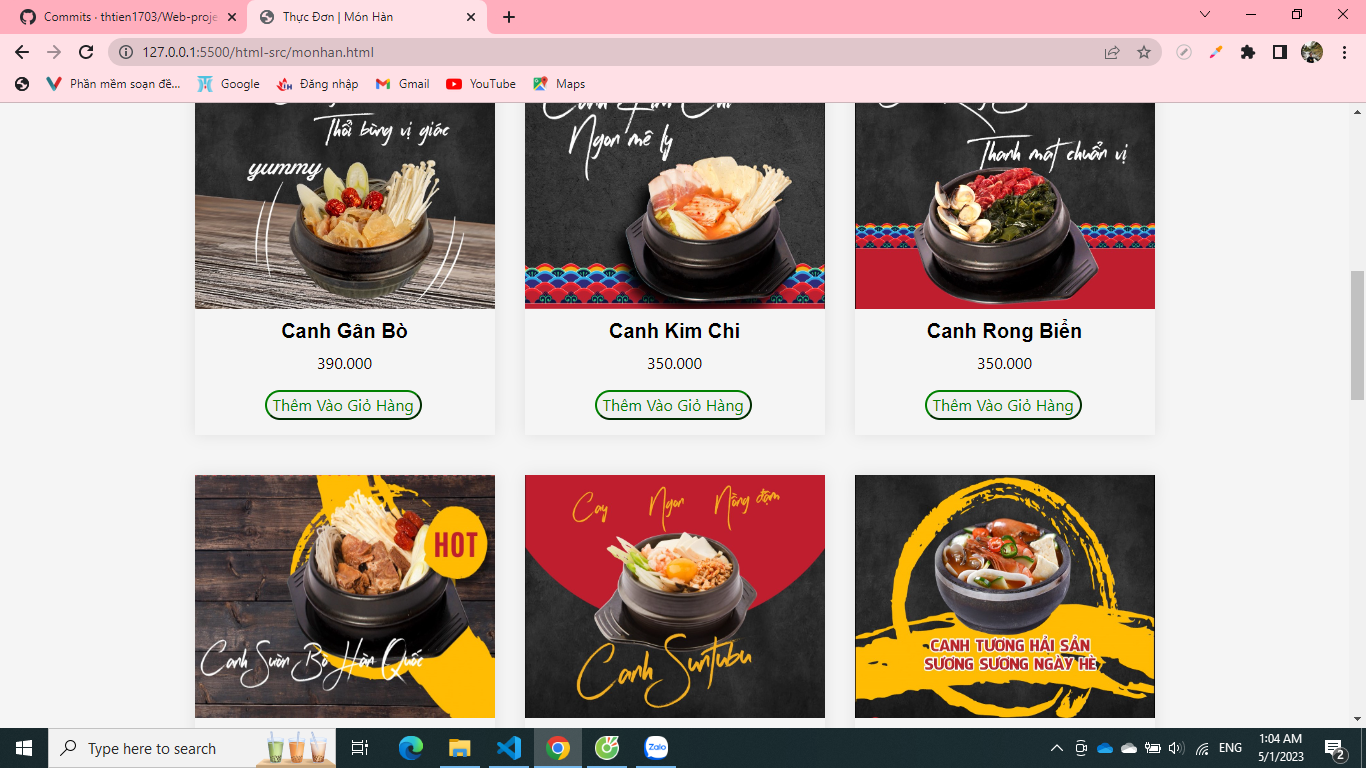 Commits · thtien1703/Web-proje
Thực Đơn | Món Hàn
127.0.0.1:5500/html-src/monhan.html
Phần mềm soạn đề...
Google
Đăng nhập
Gmail
YouTube
Maps
Thổi bùng vị giác
yummy
Canh Kim Chi
Ngon mê ly
Thanh mát chuẩn vị
Canh Gân Bò
Canh Kim Chi
Canh Rong Biển
390.000
350.000
350.000
Thêm Vào Giỏ Hàng
Thêm Vào Giỏ Hàng
Thêm Vào Giỏ Hàng
HOT
Canh Sườn Bò Hàn Quốc
Cay Ngon Nồng đậm
Canh Suntubu
CANH TƯƠNG HẢI SẢN
SƯƠNG SƯƠNG NGÀY HÈ
Type here to search
Zalo
ENG
1:04 AM
5/1/2023
2